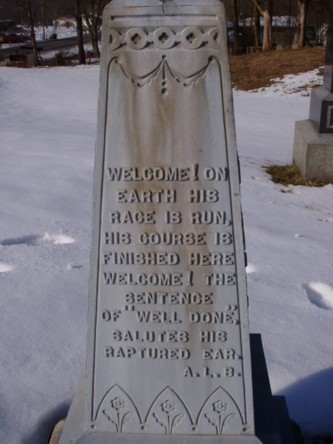 WELCOME! ON
EARTH HIS
RACE IS RUN,
HIS COURSE IS
FINISHED HERE
WELCOME! THE
SENTENCE
OF "WELL DONE",
SALUTES HIS
RAPTURED EAR.
A. L. B.